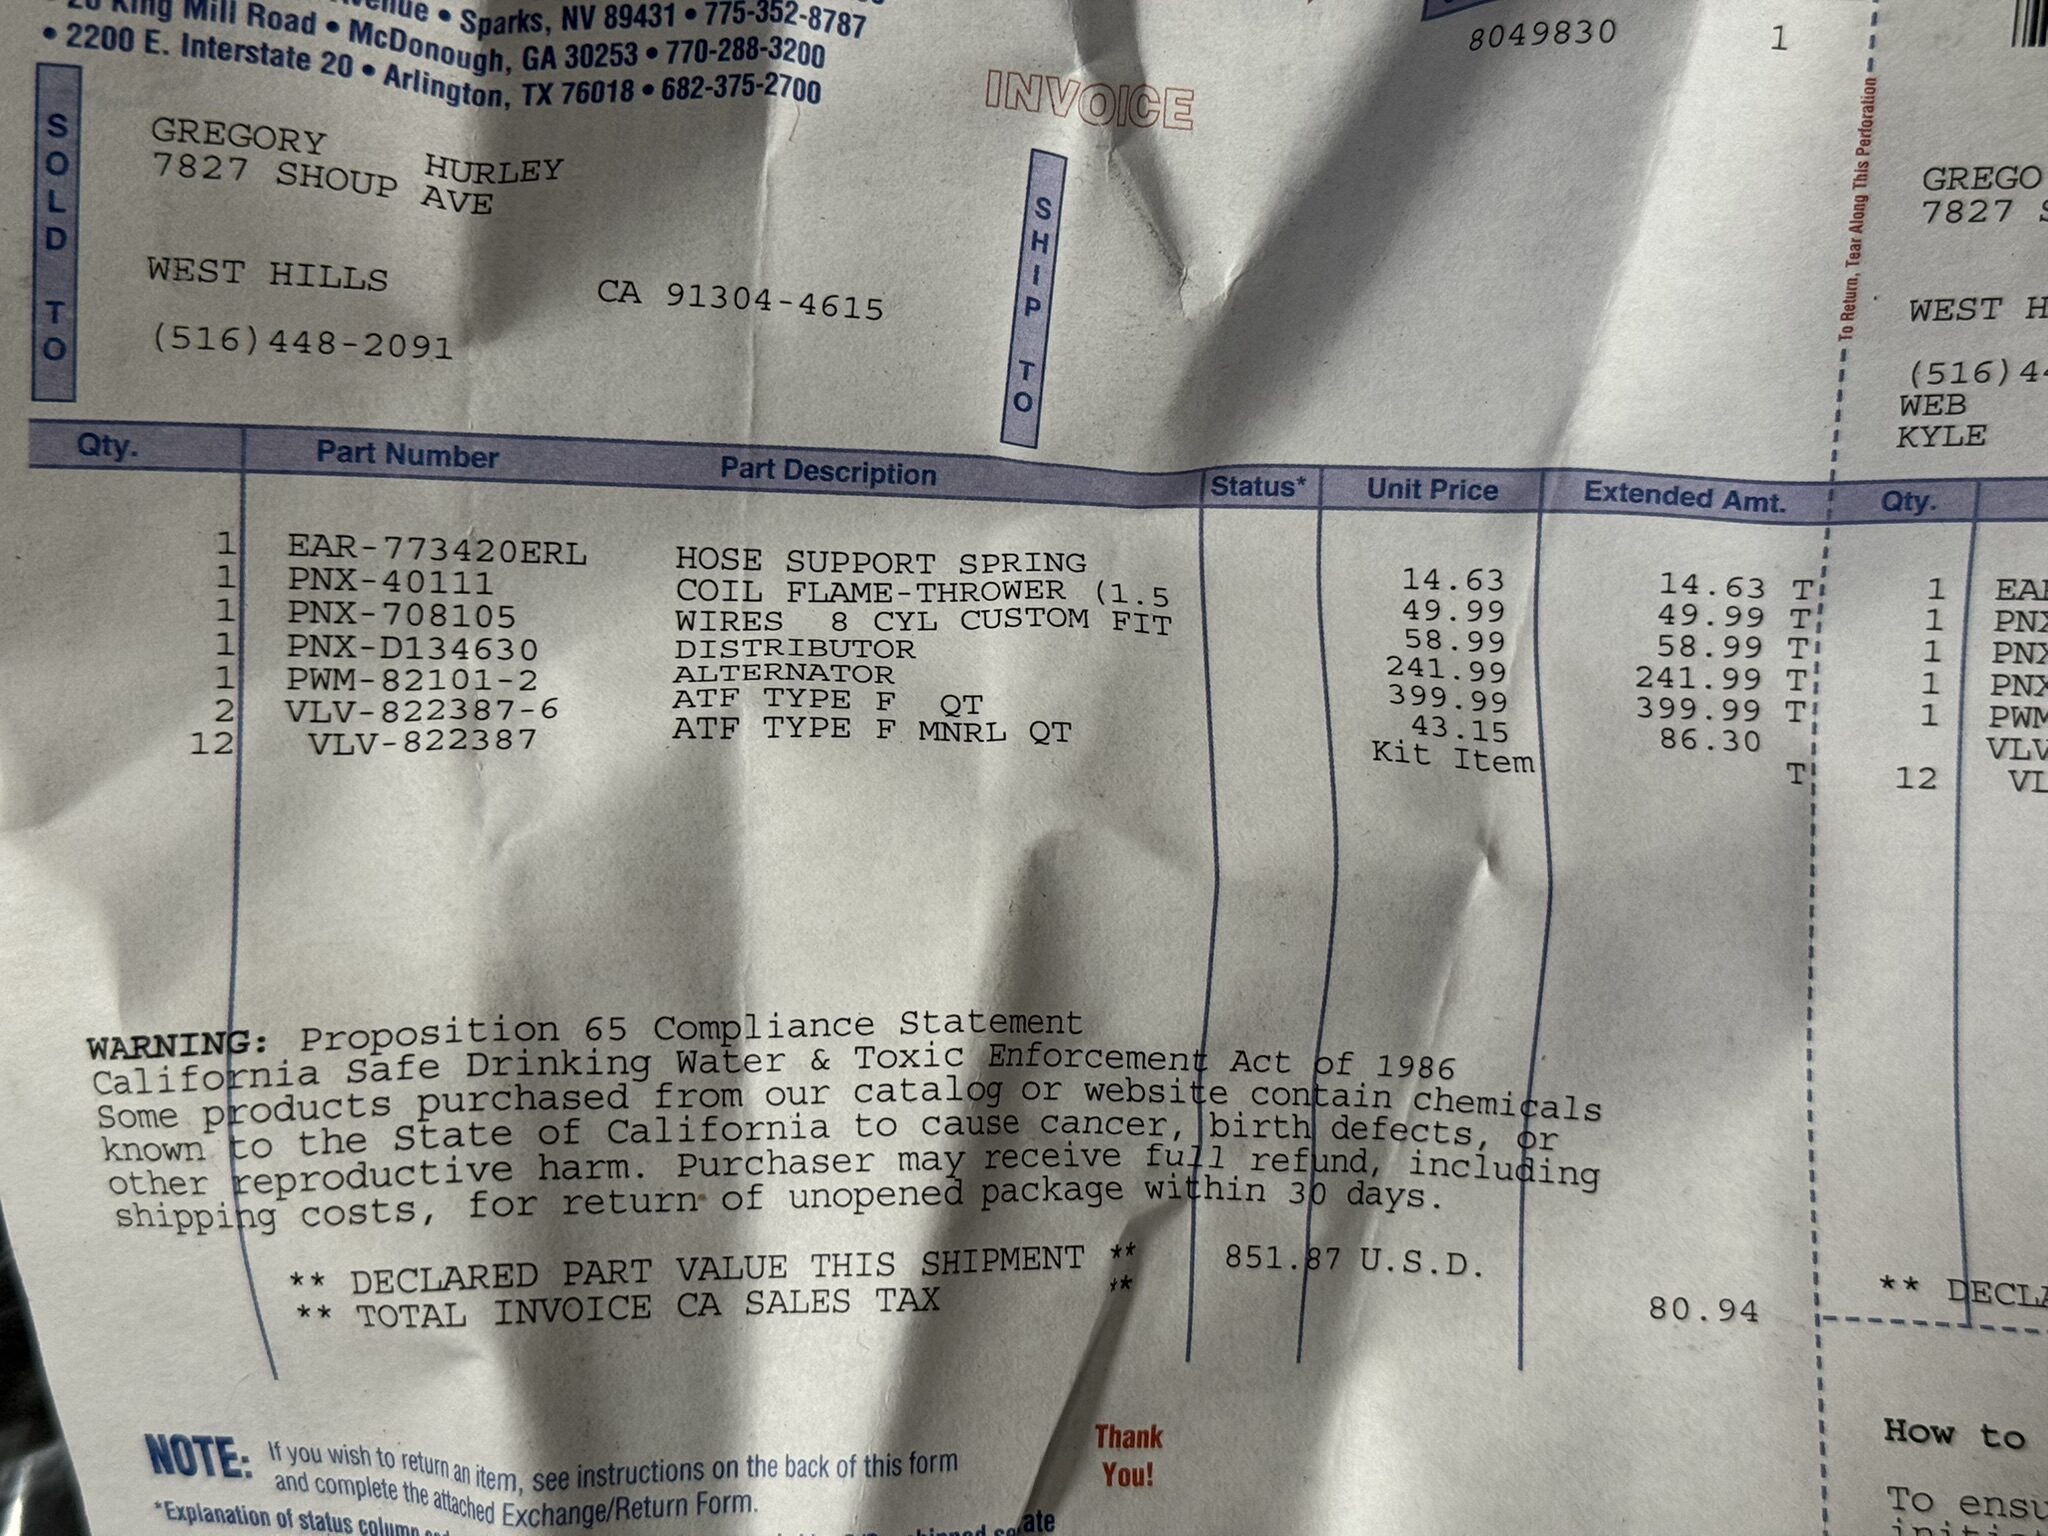 King Mill Road • McDonough, GA 30253 • 770-288-3200
• Sparks, NV 89431 • 775-352-8787
• 2200 E. Interstate 20 • Arlington, TX 76018 • 682-375-2700
INVOICE
8049830 1
SOLD TO
GREGORY HURLEY
7827 SHOUP AVE
WEST HILLS CA 91304-4615
(516)448-2091
SHIP TO
Qty. Part Number Part Description Status* Unit Price Extended Amt.
1 EAR-773420ERL HOSE SUPPORT SPRING 14.63 14.63 T
1 PNX-40111 COIL FLAME-THROWER (1.5 49.99 49.99 T
1 PNX-708105 WIRES 8 CYL CUSTOM FIT 58.99 58.99 T
1 PNX-D134630 DISTRIBUTOR 241.99 241.99 T
1 PWM-82101-2 ALTERNATOR 399.99 399.99 T
2 VLV-822387-6 ATF TYPE F QT 43.15 86.30
12 VLV-822387 ATF TYPE F MNRL QT Kit Item T
WARNING: Proposition 65 Compliance Statement
California Safe Drinking Water & Toxic Enforcement Act of 1986
Some products purchased from our catalog or website contain chemicals
known to the State of California to cause cancer, birth defects, or
other reproductive harm. Purchaser may receive full refund, including
shipping costs, for return of unopened package within 30 days.
** DECLARED PART VALUE THIS SHIPMENT ** 851.87 U.S.D.
** TOTAL INVOICE CA SALES TAX ** 80.94
NOTE: If you wish to return an item, see instructions on the back of this form
and complete the attached Exchange/Return Form.
*Explanation of status column
Thank
You!
To Return, Tear Along This Perforation
GREGO
7827 S
WEST H
(516)44
WEB
KYLE
Qty.
1 EAR
1 PNX
1 PNX
1 PNX
1 PWM
VLV
12 VL
** DECLA
How to
To ensu